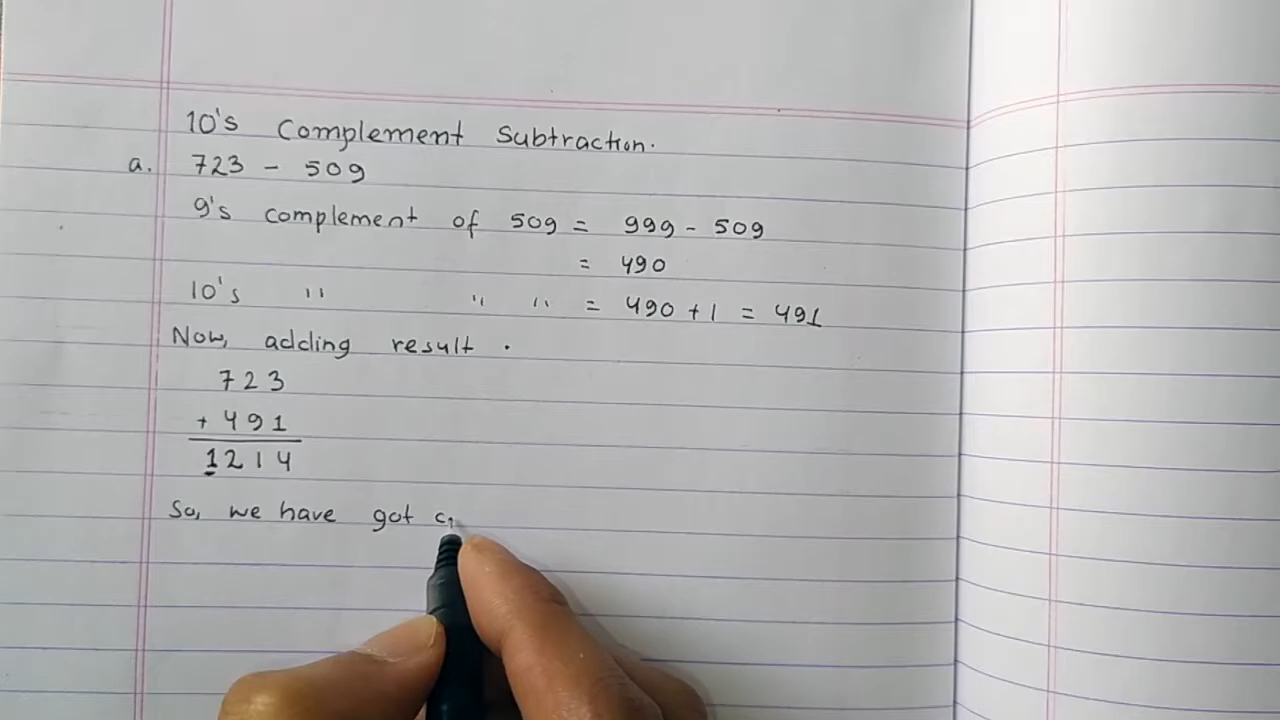 10's Complement Subtraction.
a. 723 - 509
9's complement of 509 = 999 - 509
= 490
10's " " " = 490 + 1 = 491
Now, adding result .
723
+ 491
1214
So, we have got